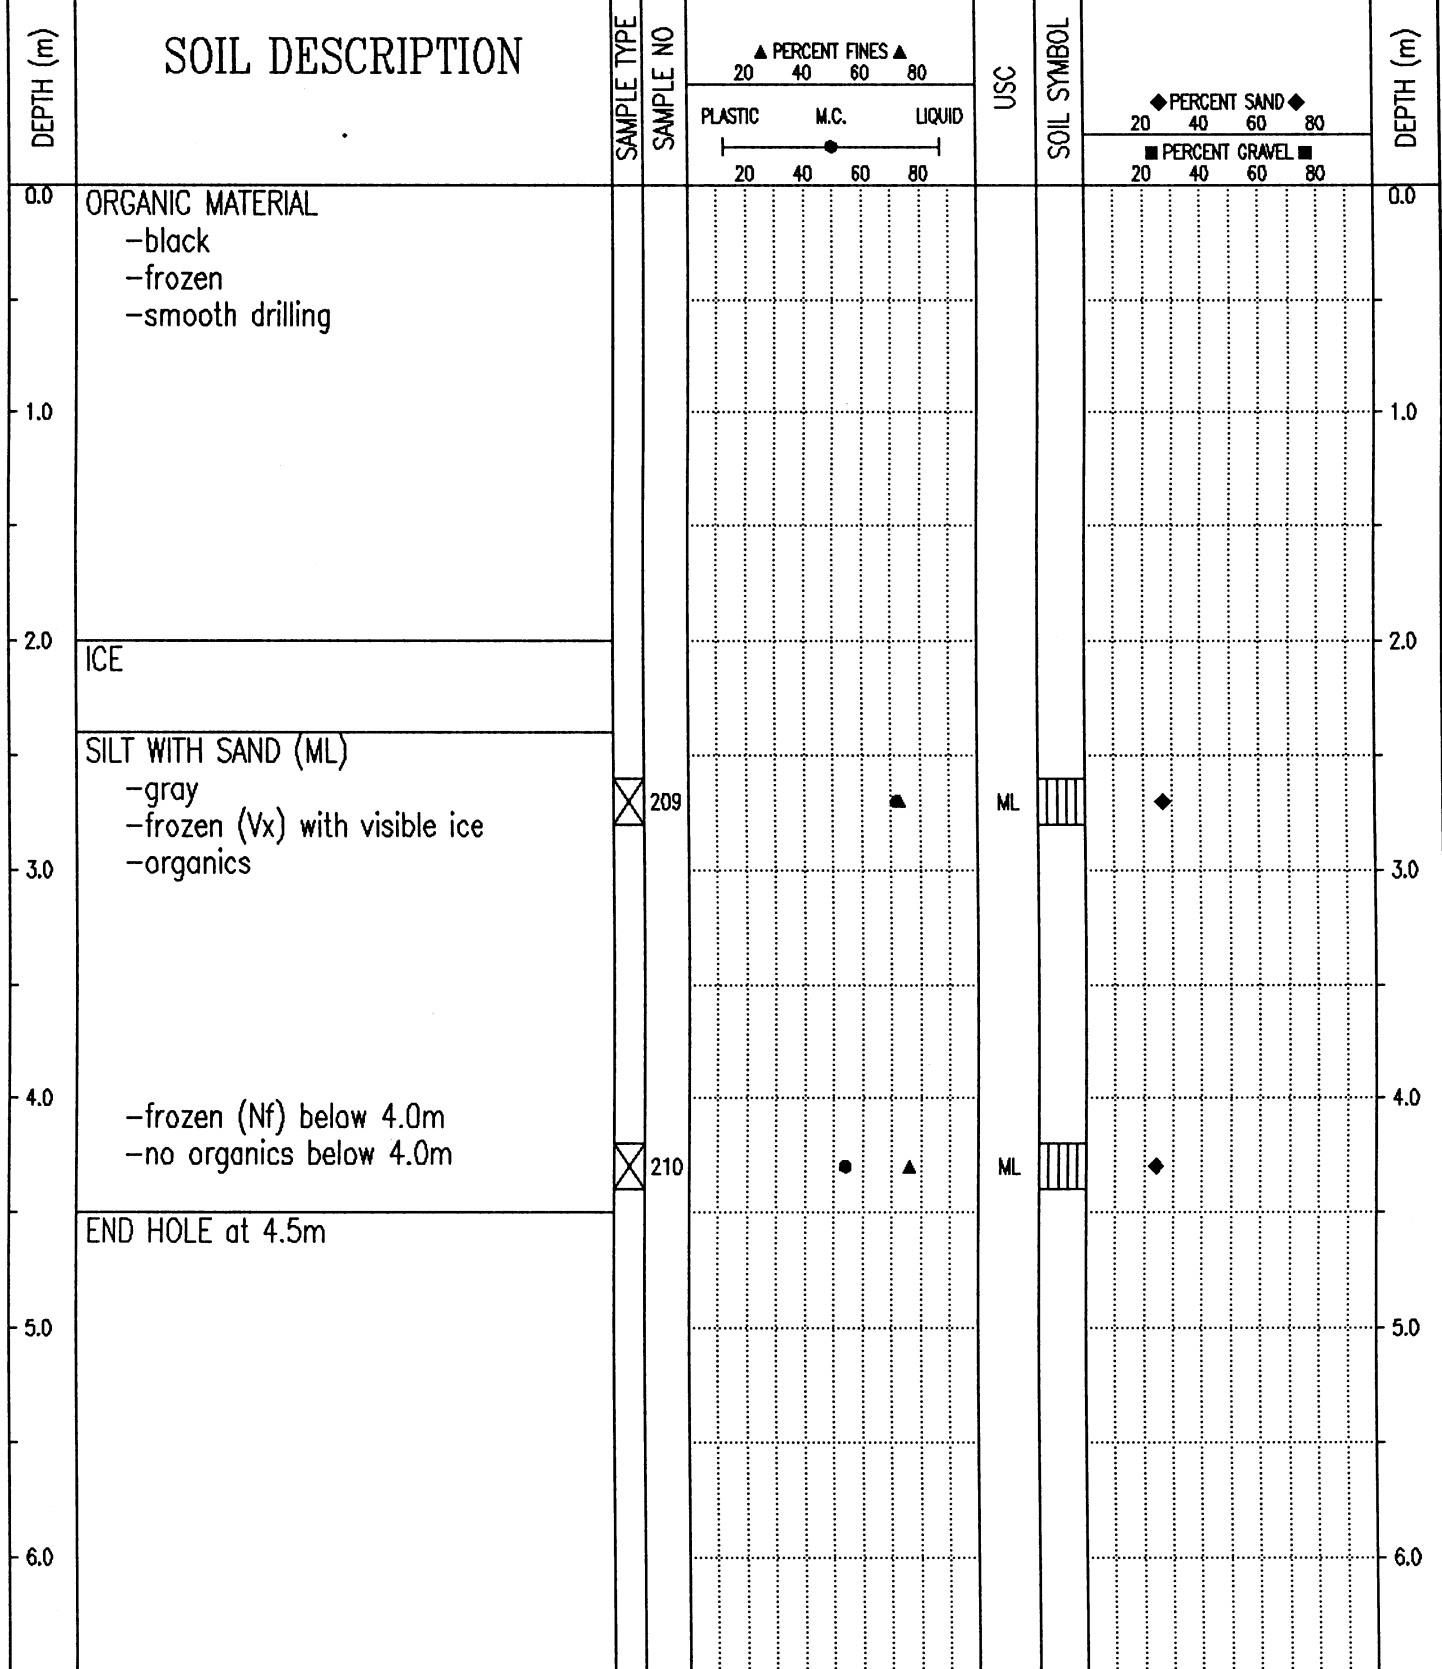 DEPTH (m)
SOIL DESCRIPTION
SAMPLE TYPE
SAMPLE NO
▲ PERCENT FINES ▲
20 40 60 80
PLASTIC M.C. LIQUID
20 40 60 80
USC
SOIL SYMBOL
◆ PERCENT SAND ◆
20 40 60 80
■ PERCENT GRAVEL ■
20 40 60 80
DEPTH (m)
0.0 0.0
ORGANIC MATERIAL
-black
-frozen
-smooth drilling
1.0 1.0
2.0 2.0
ICE
SILT WITH SAND (ML)
-gray
209 ML
-frozen (Vx) with visible ice
-organics
3.0 3.0
4.0 4.0
-frozen (Nf) below 4.0m
-no organics below 4.0m
210 ML
END HOLE at 4.5m
5.0 5.0
6.0 6.0